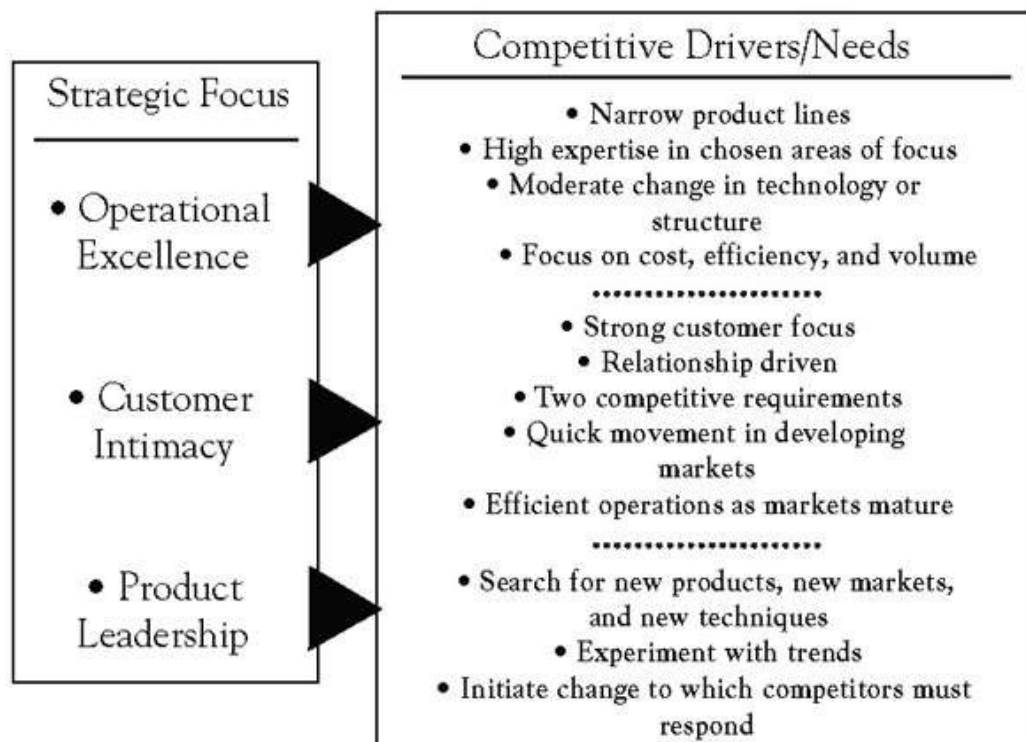 Strategic Focus
• Operational
Excellence
• Customer
Intimacy
• Product
Leadership
Competitive Drivers/Needs
• Narrow product lines
• High expertise in chosen areas of focus
• Moderate change in technology or
structure
• Focus on cost, efficiency, and volume
• Strong customer focus
• Relationship driven
• Two competitive requirements
• Quick movement in developing
markets
• Efficient operations as markets mature
• Search for new products, new markets,
and new techniques
• Experiment with trends
• Initiate change to which competitors must
respond